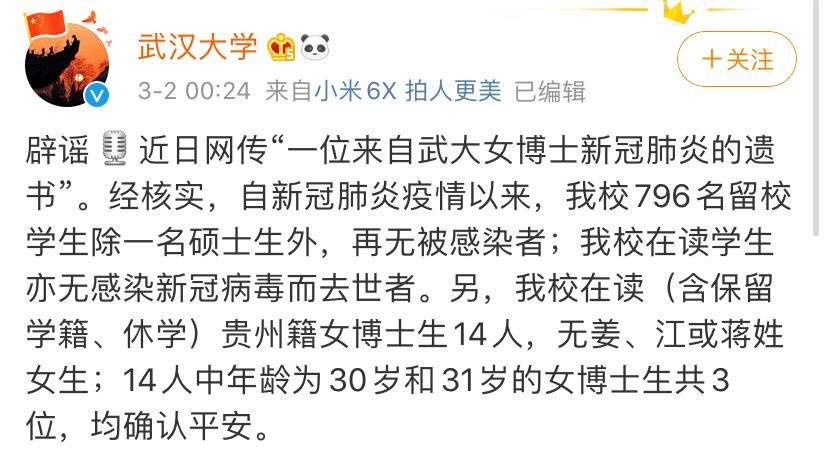 武汉大学
3-2 00:24 来自小米6X 拍人更美 已编辑
＋关注
辟谣 近日网传“一位来自武大女博士新冠肺炎的遗
书”。经核实，自新冠肺炎疫情以来，我校796名留校
学生除一名硕士生外，再无被感染者；我校在读学生
亦无感染新冠病毒而去世者。另，我校在读（含保留
学籍、休学）贵州籍女博士生14人，无姜、江或蒋姓
女生；14人中年龄为30岁和31岁的女博士生共3
位，均确认平安。